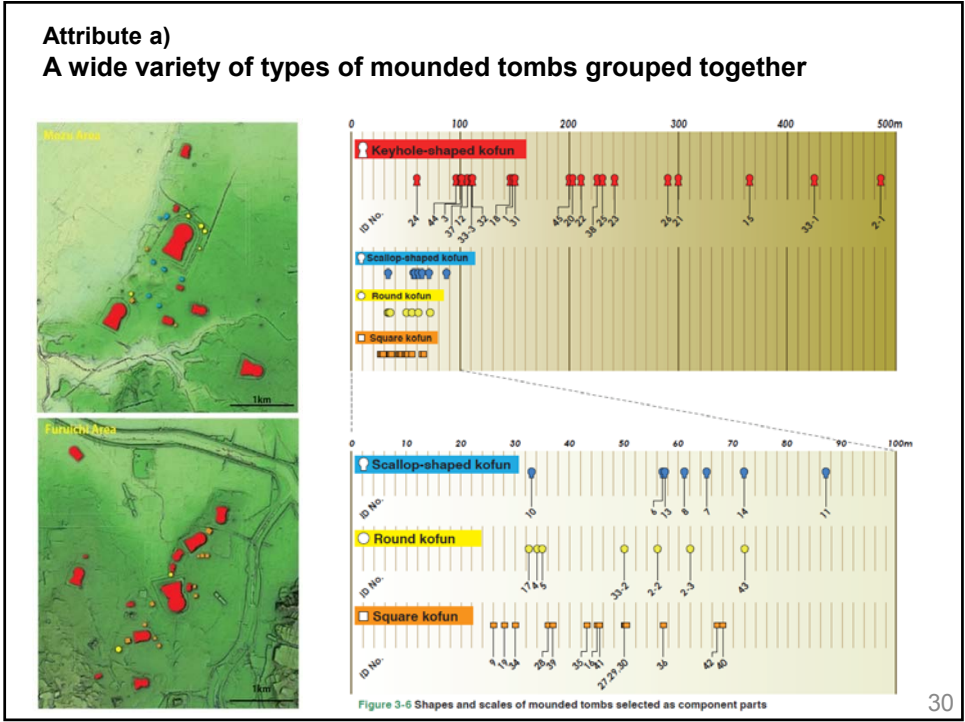 Attribute a)
A wide variety of types of mounded tombs grouped together
Mozu Area
1km
Furuichi Area
1km
0 100 200 300 400 500m
Keyhole-shaped kofun
ID No.
24 44 3 37 12 33-3 32 18 1 31 45 20 22 38 25 23 26 21 15 33-1 2-1
Scallop-shaped kofun
Round kofun
Square kofun
0 10 20 30 40 50 60 70 80 90 100m
Scallop-shaped kofun
ID No.
10 6 13 8 7 14 11
Round kofun
ID No.
17 4 5 33-2 2-2 2-3 43
Square kofun
ID No.
9 19 34 28 39 35 16 41 27,29,30 36 42 40
Figure 3-6 Shapes and scales of mounded tombs selected as component parts
30